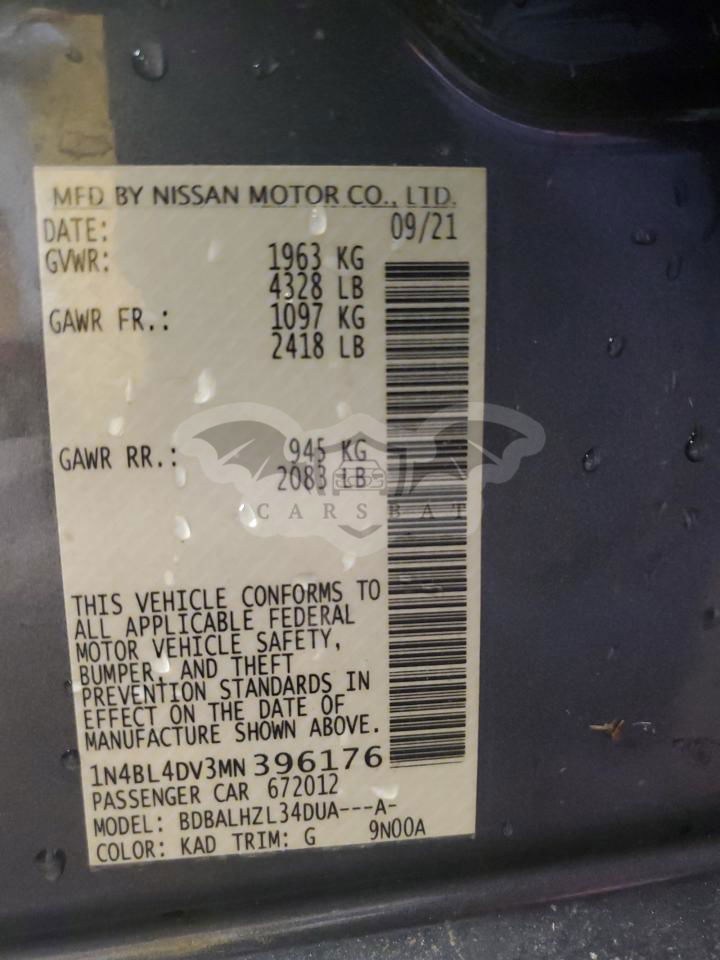 MFD BY NISSAN MOTOR CO., LTD.
DATE: 09/21
GVWR: 1963 KG
4328 LB
GAWR FR.: 1097 KG
2418 LB
GAWR RR.: 945 KG
2083 LB
CARSBAT
THIS VEHICLE CONFORMS TO
ALL APPLICABLE FEDERAL
MOTOR VEHICLE SAFETY,
BUMPER, AND THEFT
PREVENTION STANDARDS IN
EFFECT ON THE DATE OF
MANUFACTURE SHOWN ABOVE.
1N4BL4DV3MN396176
PASSENGER CAR 672012
MODEL: BDBALHZL34DUA---A-
COLOR: KAD TRIM: G 9N00A